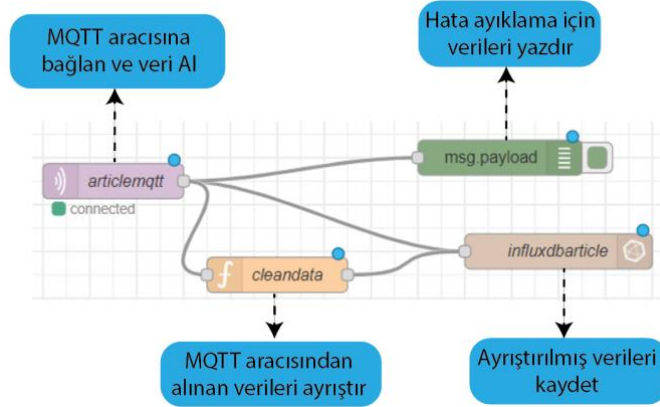 MQTT aracısına
bağlan ve veri Al
Hata ayıklama için
verileri yazdır
articlemqtt
connected
msg.payload
cleandata
influxdbarticle
MQTT aracısından
alınan verileri ayrıştır
Ayrıştırılmış verileri
kaydet